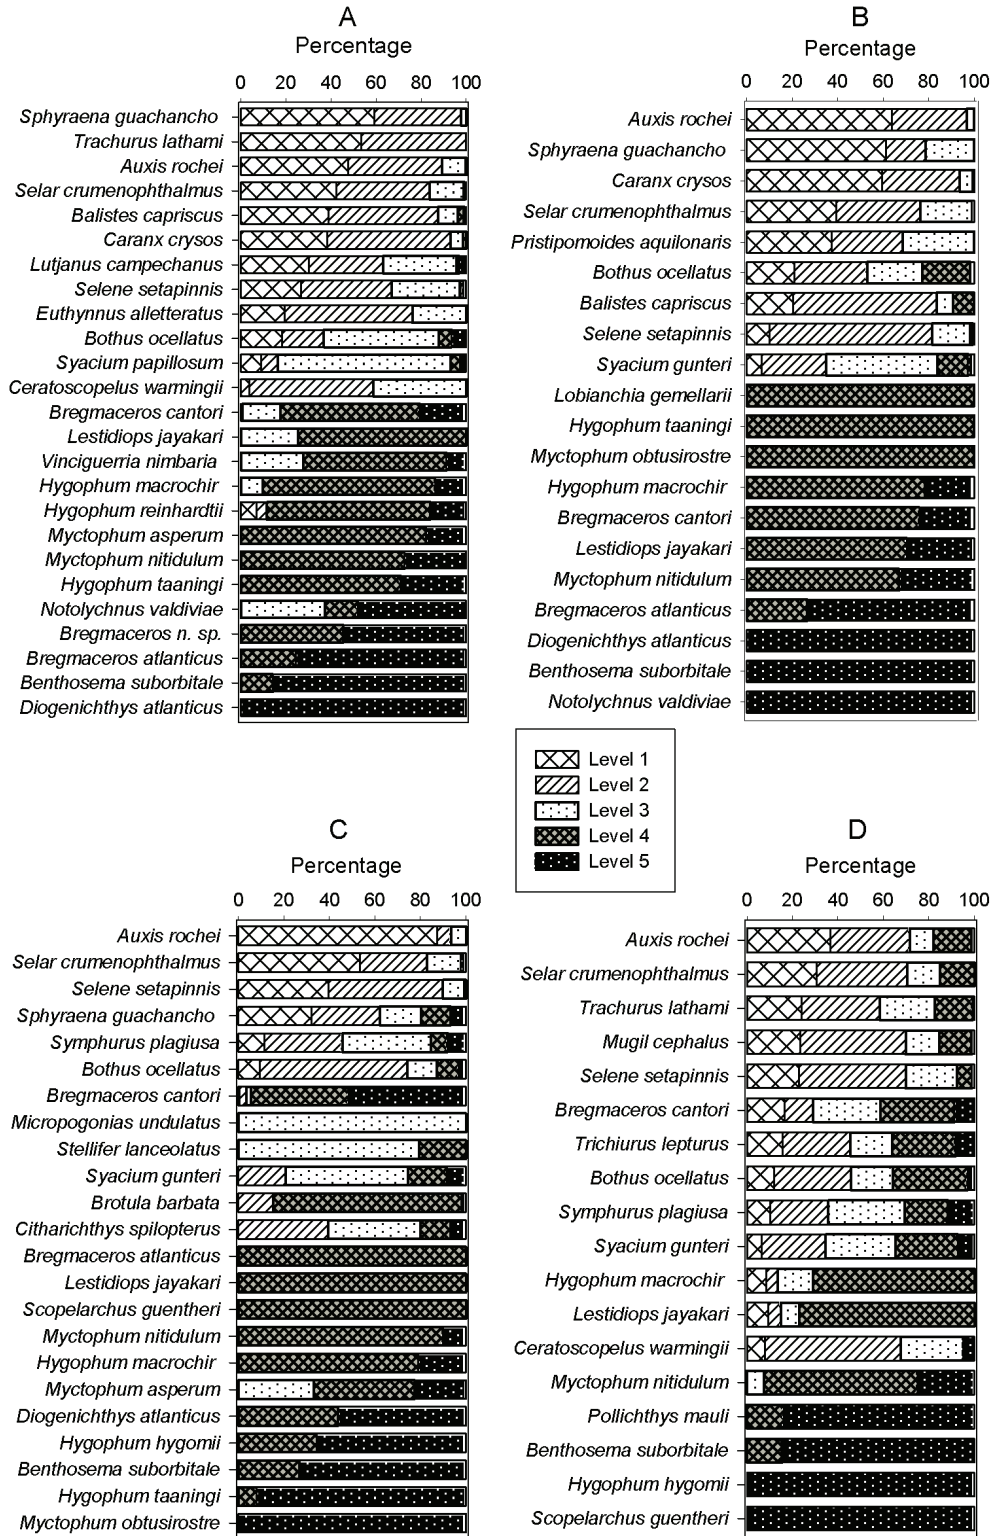 A
Percentage
0 20 40 60 80 100
Sphyraena guachancho
Trachurus lathami
Auxis rochei
Selar crumenophthalmus
Balistes capriscus
Caranx crysos
Lutjanus campechanus
Selene setapinnis
Euthynnus alletteratus
Bothus ocellatus
Syacium papillosum
Ceratoscopelus warmingii
Bregmaceros cantori
Lestidiops jayakari
Vinciguerria nimbaria
Hygophum macrochir
Hygophum reinhardtii
Myctophum asperum
Myctophum nitidulum
Hygophum taaningi
Notolychnus valdiviae
Bregmaceros n. sp.
Bregmaceros atlanticus
Benthosema suborbitale
Diogenichthys atlanticus
B
Percentage
0 20 40 60 80 100
Auxis rochei
Sphyraena guachancho
Caranx crysos
Selar crumenophthalmus
Pristipomoides aquilonaris
Bothus ocellatus
Balistes capriscus
Selene setapinnis
Syacium gunteri
Lobianchia gemellarii
Hygophum taaningi
Myctophum obtusirostre
Hygophum macrochir
Bregmaceros cantori
Lestidiops jayakari
Myctophum nitidulum
Bregmaceros atlanticus
Diogenichthys atlanticus
Benthosema suborbitale
Notolychnus valdiviae
Level 1
Level 2
Level 3
Level 4
Level 5
C
Percentage
0 20 40 60 80 100
Auxis rochei
Selar crumenophthalmus
Selene setapinnis
Sphyraena guachancho
Symphurus plagiusa
Bothus ocellatus
Bregmaceros cantori
Micropogonias undulatus
Stellifer lanceolatus
Syacium gunteri
Brotula barbata
Citharichthys spilopterus
Bregmaceros atlanticus
Lestidiops jayakari
Scopelarchus guentheri
Myctophum nitidulum
Hygophum macrochir
Myctophum asperum
Diogenichthys atlanticus
Hygophum hygomii
Benthosema suborbitale
Hygophum taaningi
Myctophum obtusirostre
D
Percentage
0 20 40 60 80 100
Auxis rochei
Selar crumenophthalmus
Trachurus lathami
Mugil cephalus
Selene setapinnis
Bregmaceros cantori
Trichiurus lepturus
Bothus ocellatus
Symphurus plagiusa
Syacium gunteri
Hygophum macrochir
Lestidiops jayakari
Ceratoscopelus warmingii
Myctophum nitidulum
Pollichthys mauli
Benthosema suborbitale
Hygophum hygomii
Scopelarchus guentheri